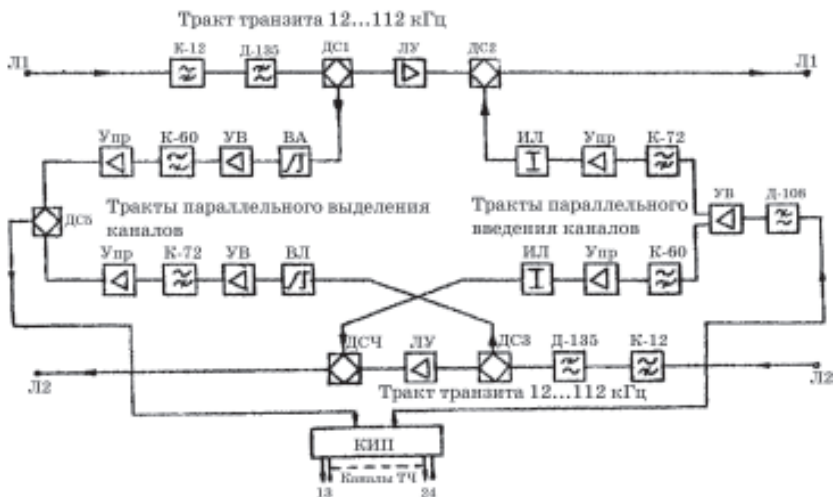 Тракт транзита 12...112 кГц
К-12 Д-135 ДС1 ЛУ ДС2
Л1 Л1
Упр К-60 УВ ВА ИЛ Упр К-72
УВ Д-108
ДС5
Тракты параллельного выделения
каналов
Тракты параллельного
введения каналов
Упр К-72 УВ ВЛ ИЛ Упр К-60
ДСЧ ЛУ ДС3 Д-135 К-12
Л2 Л2
Тракт транзита 12...112 кГц
КИП
Каналы ТЧ
13 24